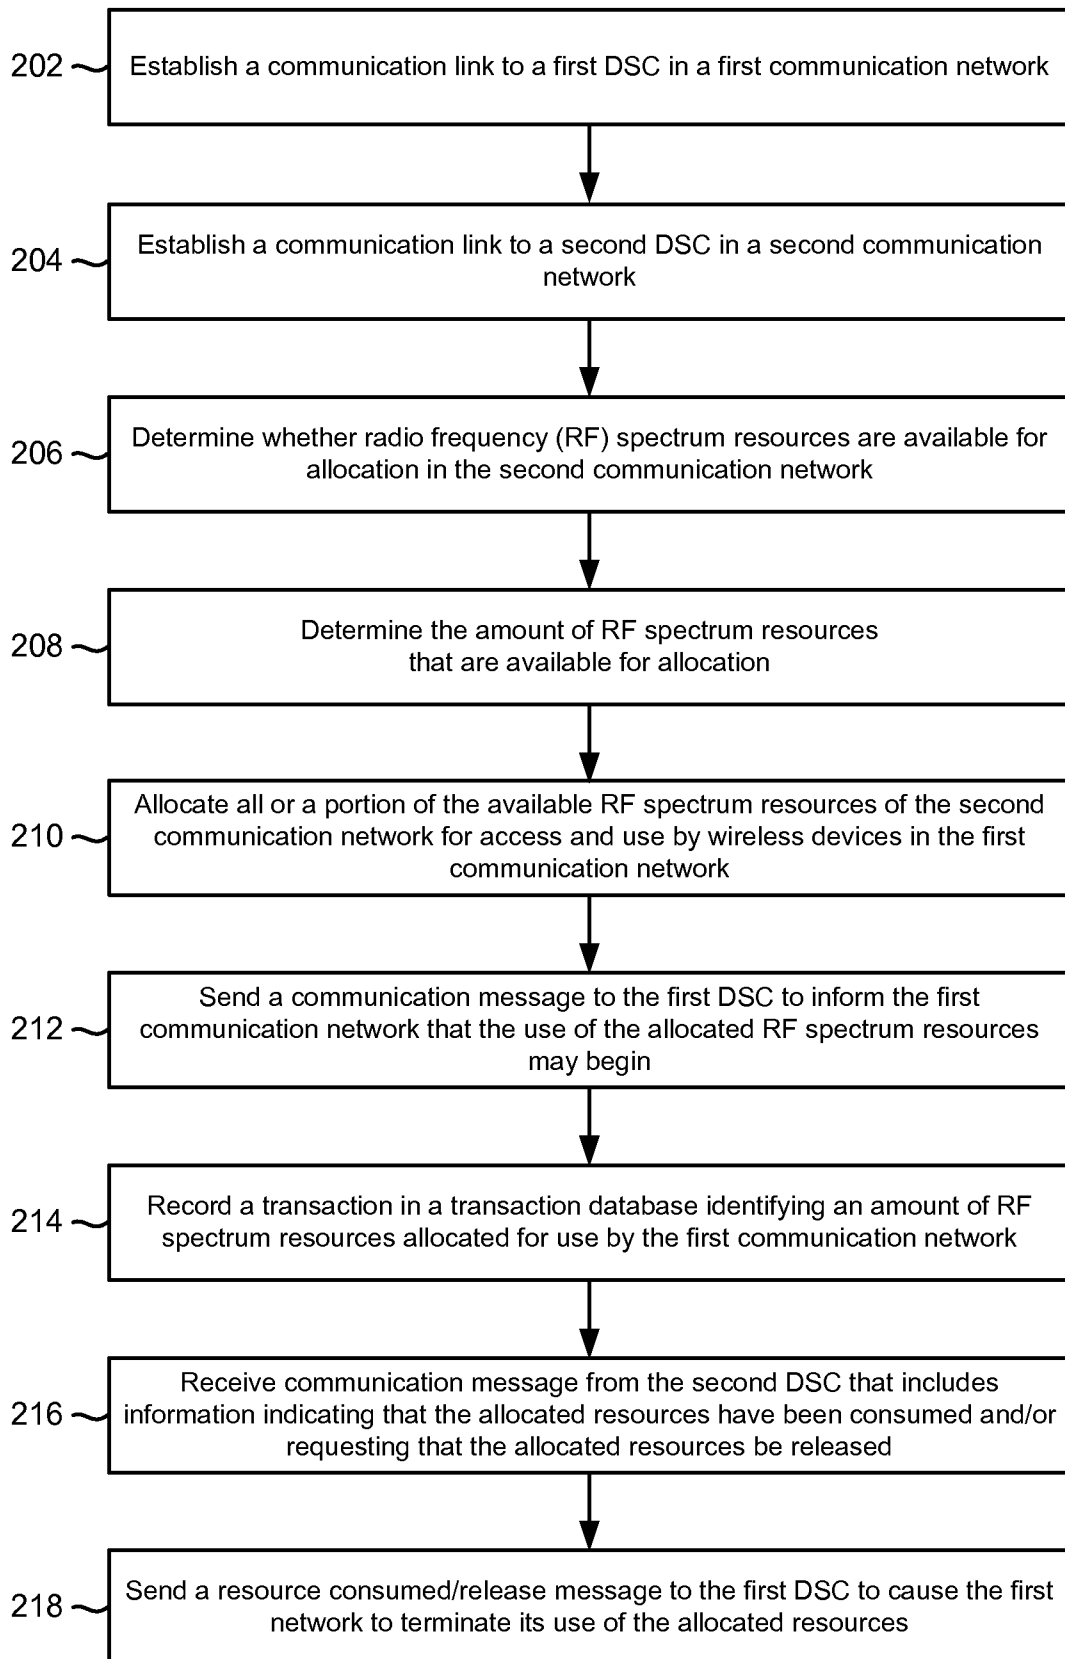 202
Establish a communication link to a first DSC in a first communication network
204
Establish a communication link to a second DSC in a second communication
network
206
Determine whether radio frequency (RF) spectrum resources are available for
allocation in the second communication network
208
Determine the amount of RF spectrum resources
that are available for allocation
210
Allocate all or a portion of the available RF spectrum resources of the second
communication network for access and use by wireless devices in the first
communication network
212
Send a communication message to the first DSC to inform the first
communication network that the use of the allocated RF spectrum resources
may begin
214
Record a transaction in a transaction database identifying an amount of RF
spectrum resources allocated for use by the first communication network
216
Receive communication message from the second DSC that includes
information indicating that the allocated resources have been consumed and/or
requesting that the allocated resources be released
218
Send a resource consumed/release message to the first DSC to cause the first
network to terminate its use of the allocated resources